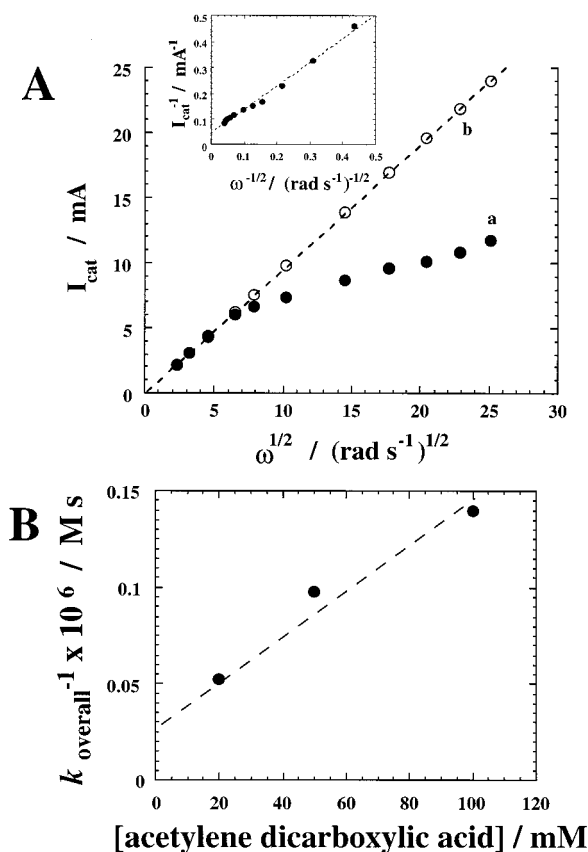 A
I_cat^-1 / mA^-1
0.5
0.4
0.3
0.2
0.1
0
0 0.1 0.2 0.3 0.4 0.5
ω^-1/2 / (rad s^-1)^-1/2
I_cat / mA
25
20
15
10
5
0
b
a
0 5 10 15 20 25 30
ω^1/2 / (rad s^-1)^1/2
B
k_overall^-1 x 10^6 / M s
0.15
0.1
0.05
0
0 20 40 60 80 100 120
[acetylene dicarboxylic acid] / mM